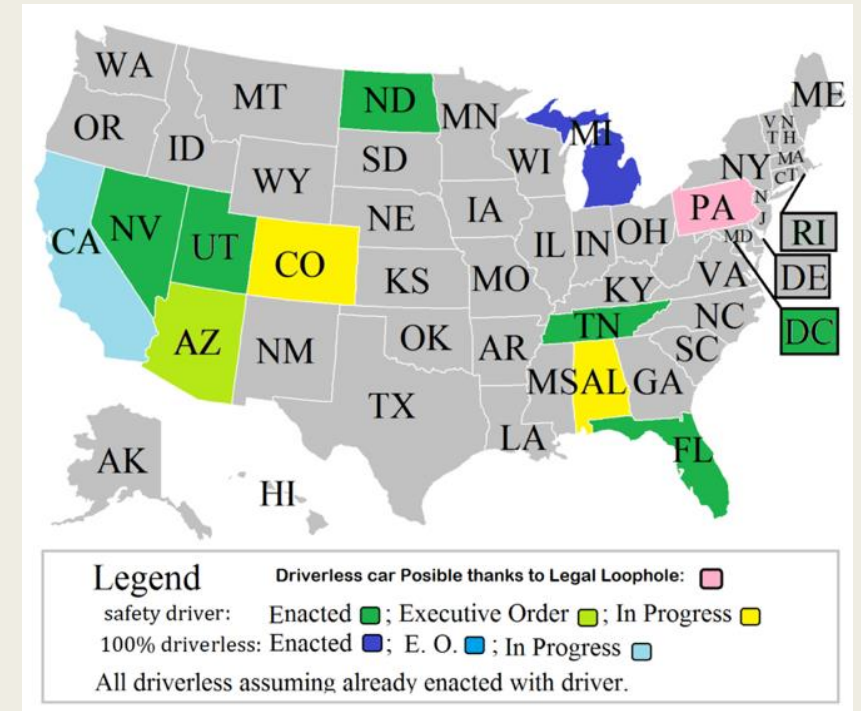 WA
MT
ND
MN
ME
OR
ID
SD
WI
MI
V N
T H
WY
NY
MA
CT
NE
IA
PA
N
J
CA
NV
UT
CO
IL
IN
OH
MD
RI
KS
MO
KY
VA
DE
AZ
NM
OK
AR
TN
NC
SC
DC
TX
MS
AL
GA
LA
FL
AK
HI
Legend
Driverless car Posible thanks to Legal Loophole:
safety driver: Enacted ; Executive Order ; In Progress
100% driverless: Enacted ; E. O. ; In Progress
All driverless assuming already enacted with driver.